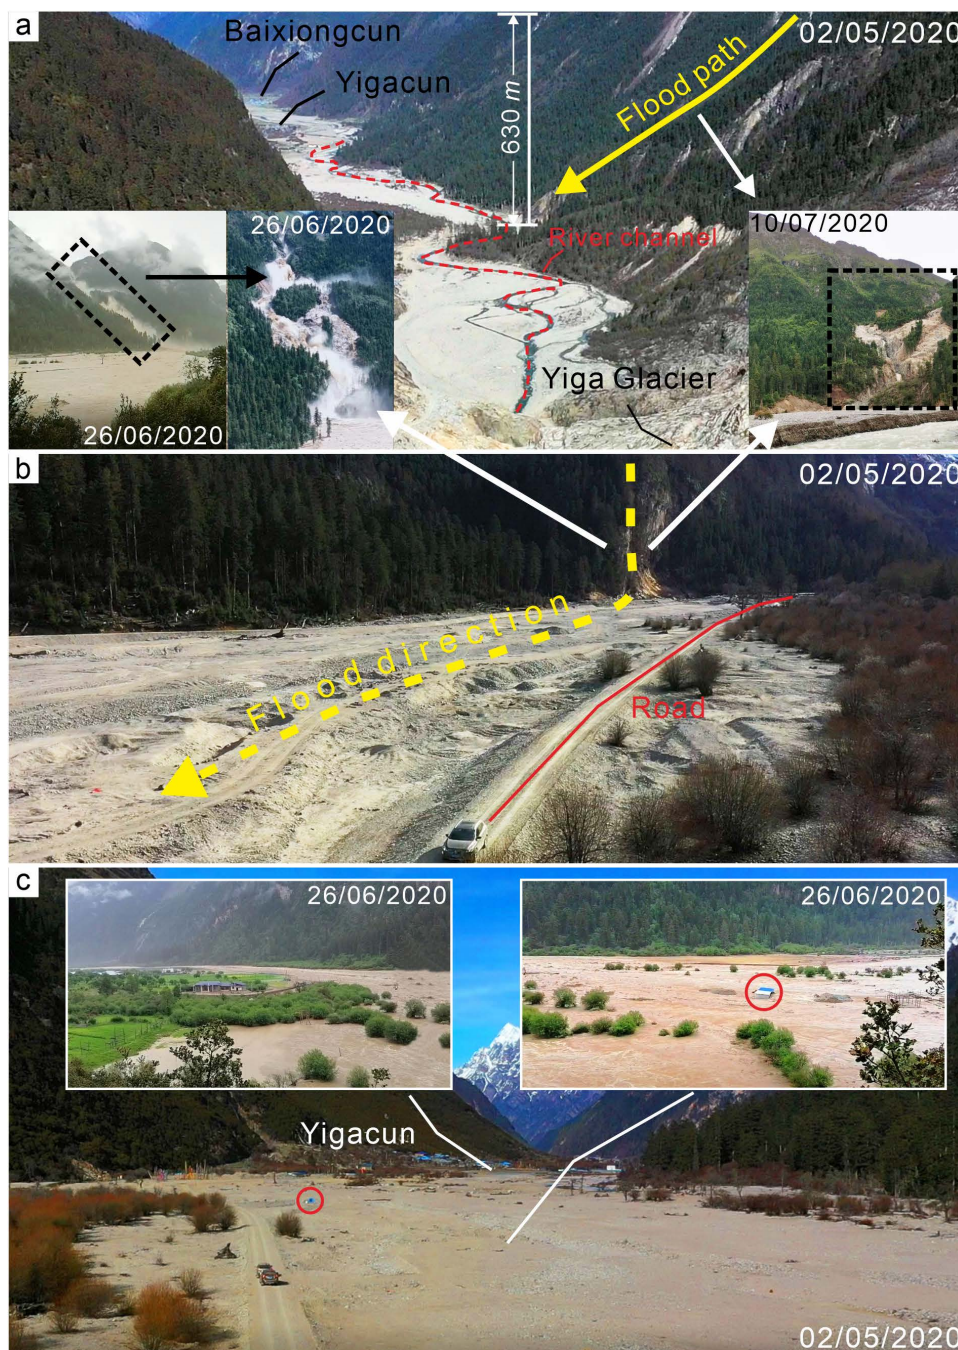 a
Baixiongcun
Yigacun
630 m
Flood path
02/05/2020
26/06/2020
26/06/2020
River channel
10/07/2020
Yiga Glacier
b
02/05/2020
Flood direction
Road
c
26/06/2020
26/06/2020
Yigacun
02/05/2020